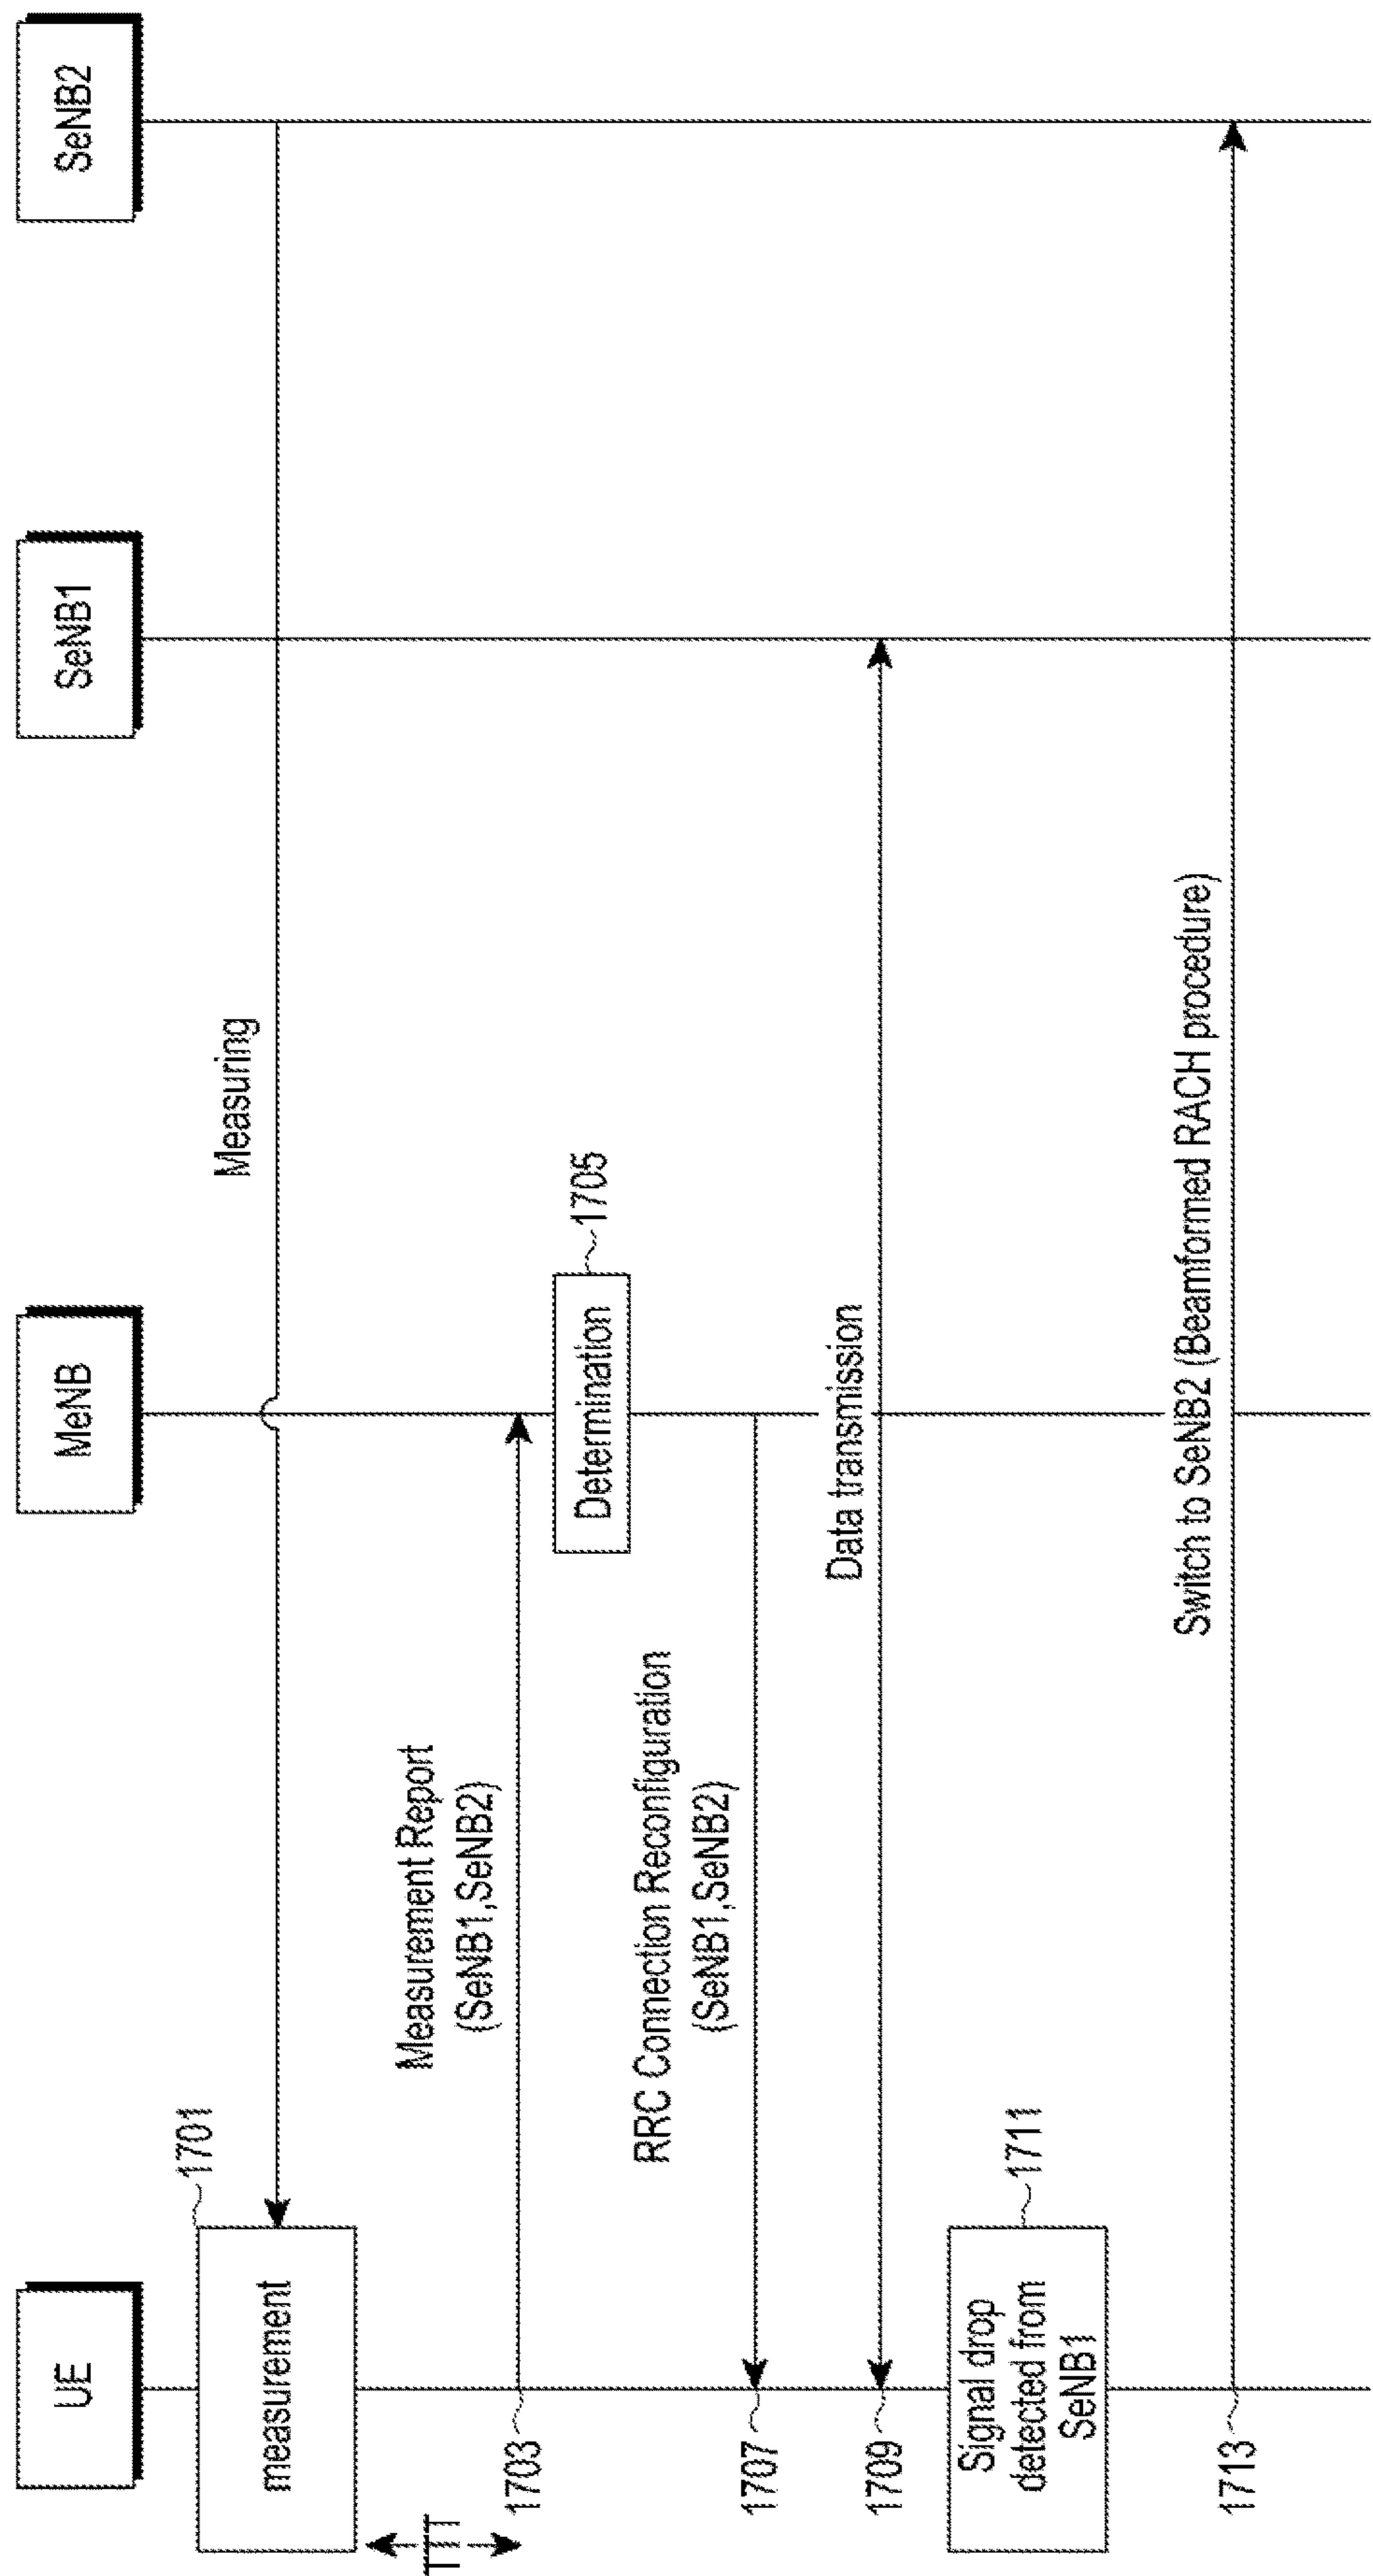 UE
MeNB
SeNB1
SeNB2
Measuring
1701
measurement
TTT
Measurement Report
(SeNB1,SeNB2)
1703
1705
Determination
RRC Connection Reconfiguration
(SeNB1,SeNB2)
1707
Data transmission
1709
1711
Signal drop
detected from
SeNB1
Switch to SeNB2 (Beamformed RACH procedure)
1713